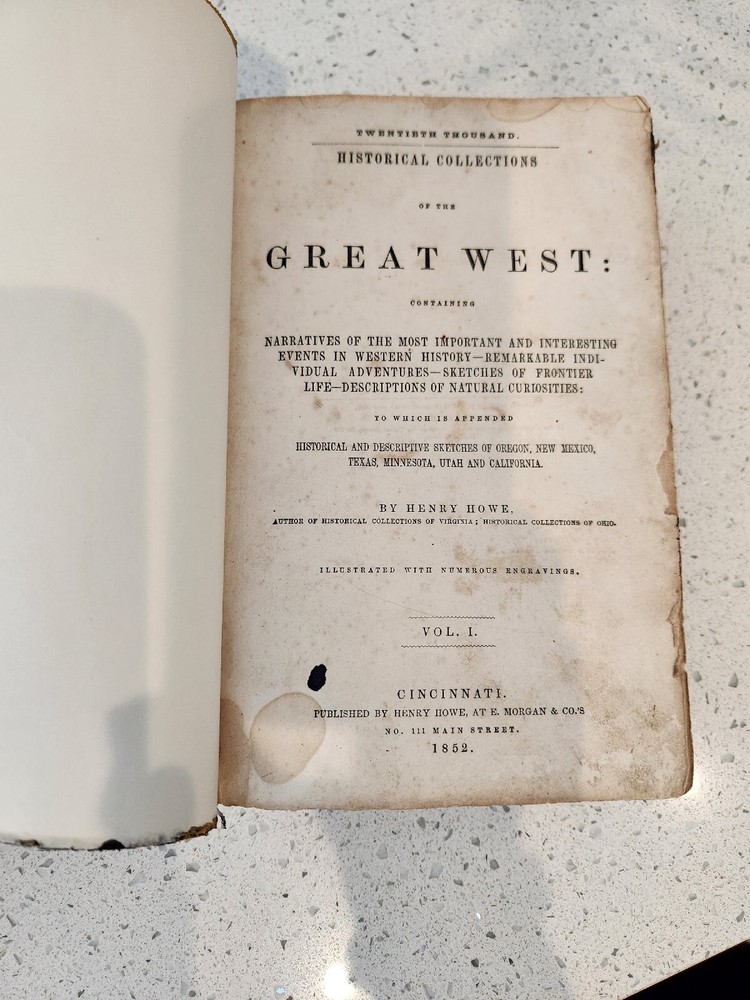 TWENTIETH THOUSAND.
HISTORICAL COLLECTIONS
OF THE
GREAT WEST:
CONTAINING
NARRATIVES OF THE MOST IMPORTANT AND INTERESTING
EVENTS IN WESTERN HISTORY—REMARKABLE INDI-
VIDUAL ADVENTURES—SKETCHES OF FRONTIER
LIFE—DESCRIPTIONS OF NATURAL CURIOSITIES:
TO WHICH IS APPENDED
HISTORICAL AND DESCRIPTIVE SKETCHES OF OREGON, NEW MEXICO,
TEXAS, MINNESOTA, UTAH AND CALIFORNIA.
BY HENRY HOWE,
AUTHOR OF HISTORICAL COLLECTIONS OF VIRGINIA; HISTORICAL COLLECTIONS OF OHIO.
ILLUSTRATED WITH NUMEROUS ENGRAVINGS.
VOL. I.
CINCINNATI.
PUBLISHED BY HENRY HOWE, AT E. MORGAN & CO.'S
NO. 111 MAIN STREET.
1852.